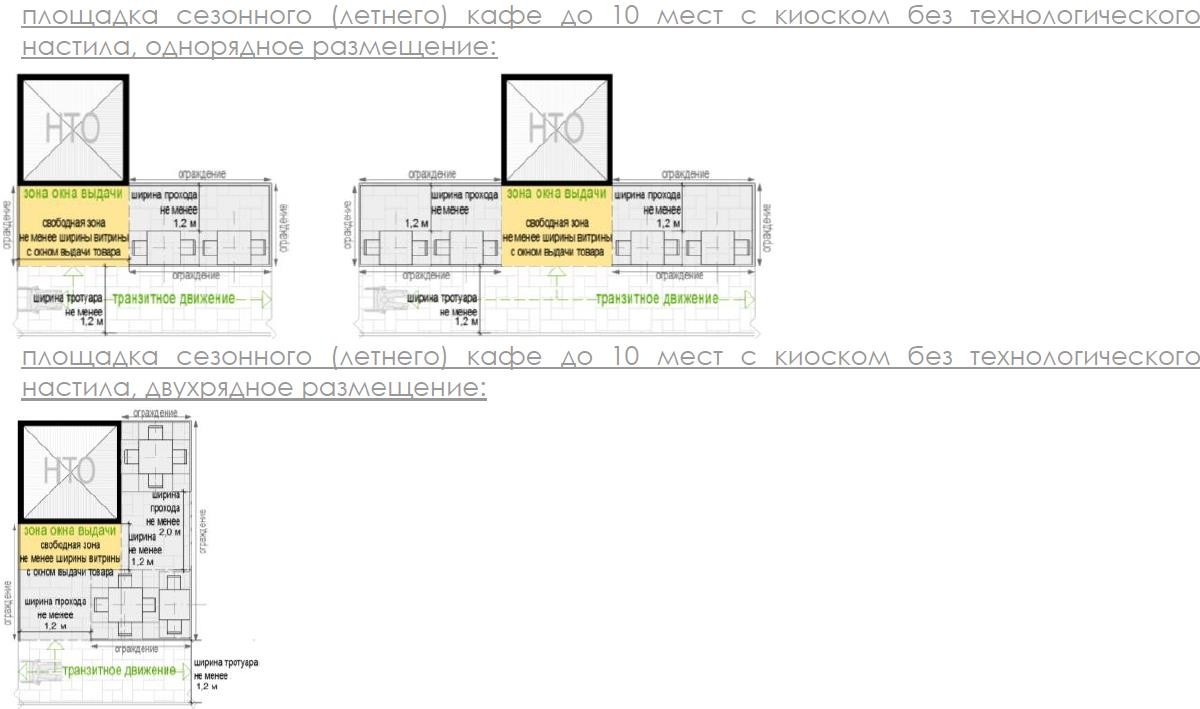 площадка сезонного (летнего) кафе до 10 мест с киоском без технологического
настила, однорядное размещение:
НТО
ограждение
зона окна выдачи
свободная зона
не менее ширины витрины
с окном выдачи товара
ширина прохода
не менее
1,2 м
ограждение
ограждение
ограждение
ширина тротуара
не менее
1,2 м
транзитное движение
НТО
ограждение
ограждение
ширина прохода
не менее
1,2 м
зона окна выдачи
свободная зона
не менее ширины витрины
с окном выдачи товара
ширина прохода
не менее
1,2 м
ограждение
ограждение
ограждение
ограждение
ширина тротуара
не менее
1,2 м
транзитное движение
площадка сезонного (летнего) кафе до 10 мест с киоском без технологического
настила, двухрядное размещение:
ограждение
НТО
ширина
прохода
не менее
2,0 м
ограждение
зона окна выдачи
свободная зона
не менее ширины витрины
с окном выдачи товара
ширина
не менее
1,2 м
ограждение
ширина прохода
не менее
1,2 м
ограждение
транзитное движение
ширина тротуара
не менее
1,2 м